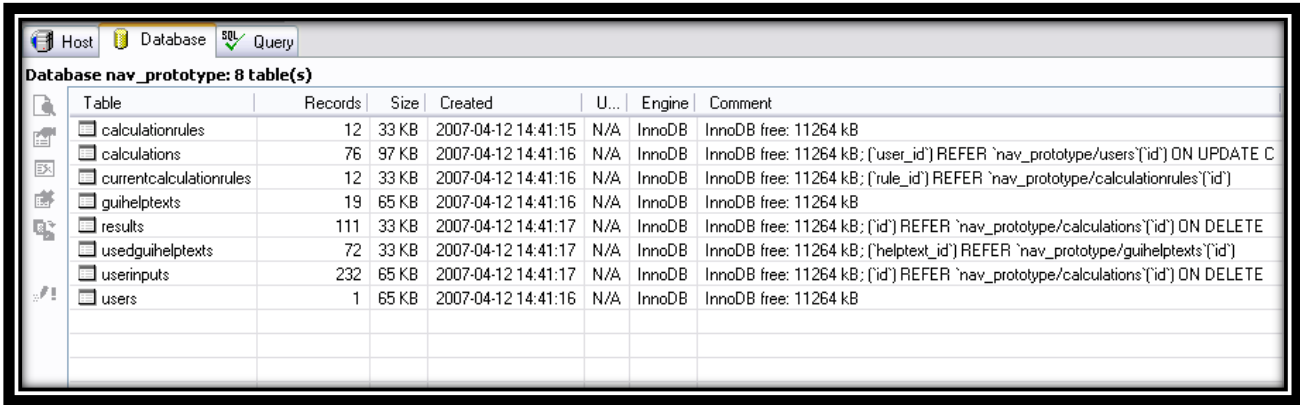 Host Database SQL Query
Database nav_prototype: 8 table(s)
Table Records Size Created U... Engine Comment
calculationrules 12 33 KB 2007-04-12 14:41:15 N/A InnoDB InnoDB free: 11264 kB
calculations 76 97 KB 2007-04-12 14:41:16 N/A InnoDB InnoDB free: 11264 kB; (`user_id`) REFER `nav_prototype/users`(`id`) ON UPDATE C
currentcalculationrules 12 33 KB 2007-04-12 14:41:16 N/A InnoDB InnoDB free: 11264 kB; (`rule_id`) REFER `nav_prototype/calculationrules`(`id`)
guihelptexts 19 65 KB 2007-04-12 14:41:16 N/A InnoDB InnoDB free: 11264 kB
results 111 33 KB 2007-04-12 14:41:17 N/A InnoDB InnoDB free: 11264 kB; (`id`) REFER `nav_prototype/calculations`(`id`) ON DELETE
usedguihelptexts 72 33 KB 2007-04-12 14:41:17 N/A InnoDB InnoDB free: 11264 kB; (`helptext_id`) REFER `nav_prototype/guihelptexts`(`id`)
userinputs 232 65 KB 2007-04-12 14:41:17 N/A InnoDB InnoDB free: 11264 kB; (`id`) REFER `nav_prototype/calculations`(`id`) ON DELETE
users 1 65 KB 2007-04-12 14:41:16 N/A InnoDB InnoDB free: 11264 kB